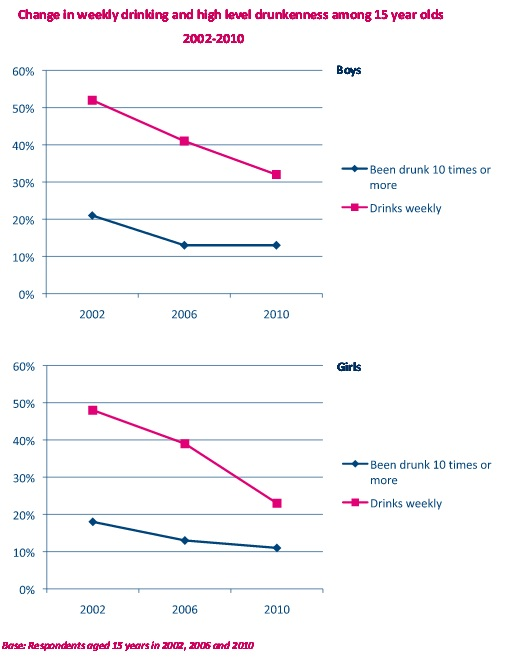 Change in weekly drinking and high level drunkenness among 15 year olds
2002-2010
Boys
60%
50%
40%
30%
20%
10%
0%
2002 2006 2010
Been drunk 10 times or
more
Drinks weekly
Girls
60%
50%
40%
30%
20%
10%
0%
2002 2006 2010
Been drunk 10 times or
more
Drinks weekly
Base: Respondents aged 15 years in 2002, 2006 and 2010